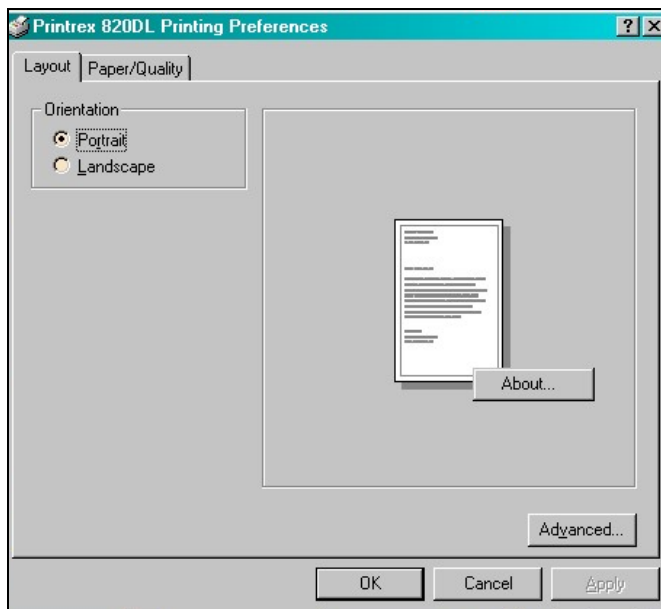 Printrex 820DL Printing Preferences
Layout
Paper/Quality
Orientation
Portrait
Landscape
About...
Advanced...
OK
Cancel
Apply